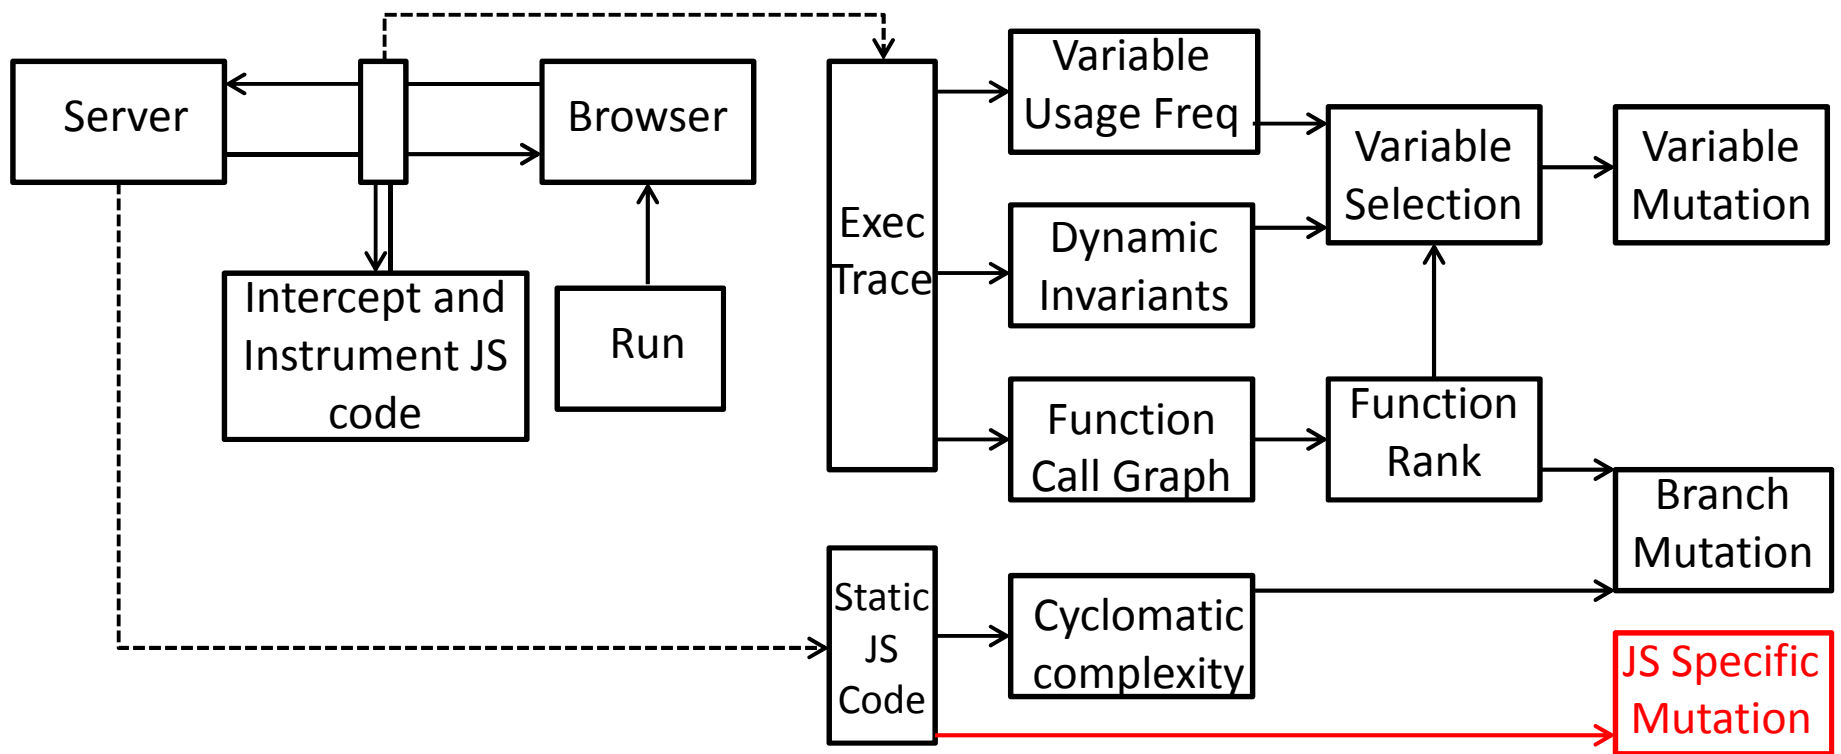 Server
Browser
Intercept and
Instrument JS
code
Run
Exec
Trace
Variable
Usage Freq
Dynamic
Invariants
Function
Call Graph
Variable
Selection
Function
Rank
Variable
Mutation
Branch
Mutation
Static
JS
Code
Cyclomatic
complexity
JS Specific
Mutation